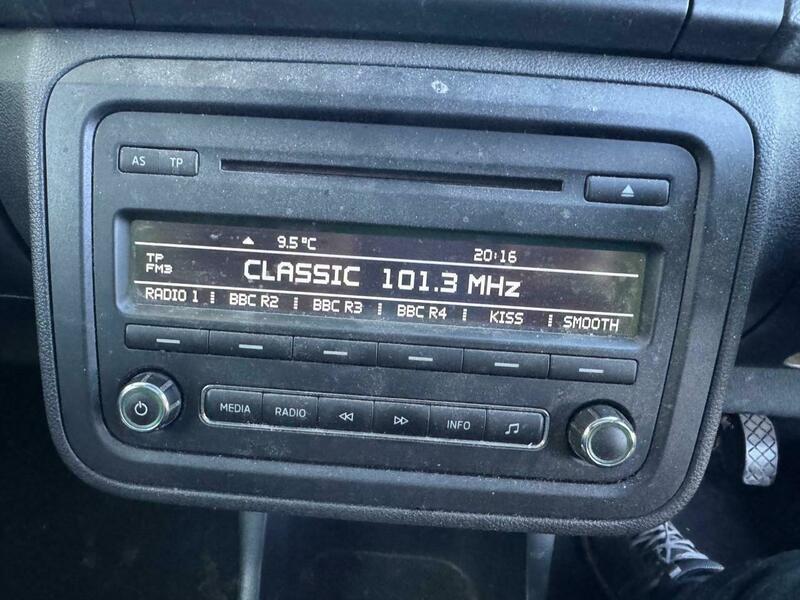 AS TP
9.5°C 20:16
TP
FM3
CLASSIC 101.3 MHz
RADIO 1 BBC R2 BBC R3 BBC R4 KISS SMOOTH
MEDIA RADIO INFO